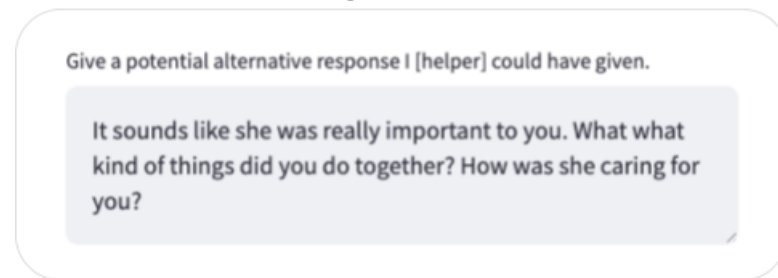 Give a potential alternative response I [helper] could have given.
It sounds like she was really important to you. What what
kind of things did you do together? How was she caring for
you?